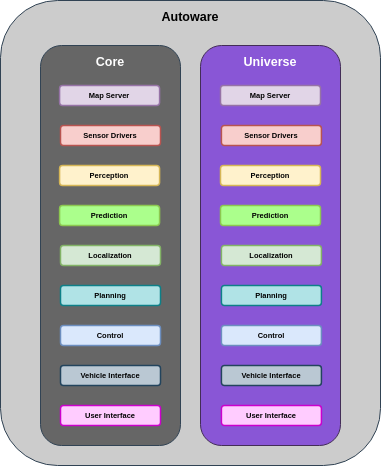 Autoware
Core
Map Server
Sensor Drivers
Perception
Prediction
Localization
Planning
Control
Vehicle Interface
User Interface
Universe
Map Server
Sensor Drivers
Perception
Prediction
Localization
Planning
Control
Vehicle Interface
User Interface